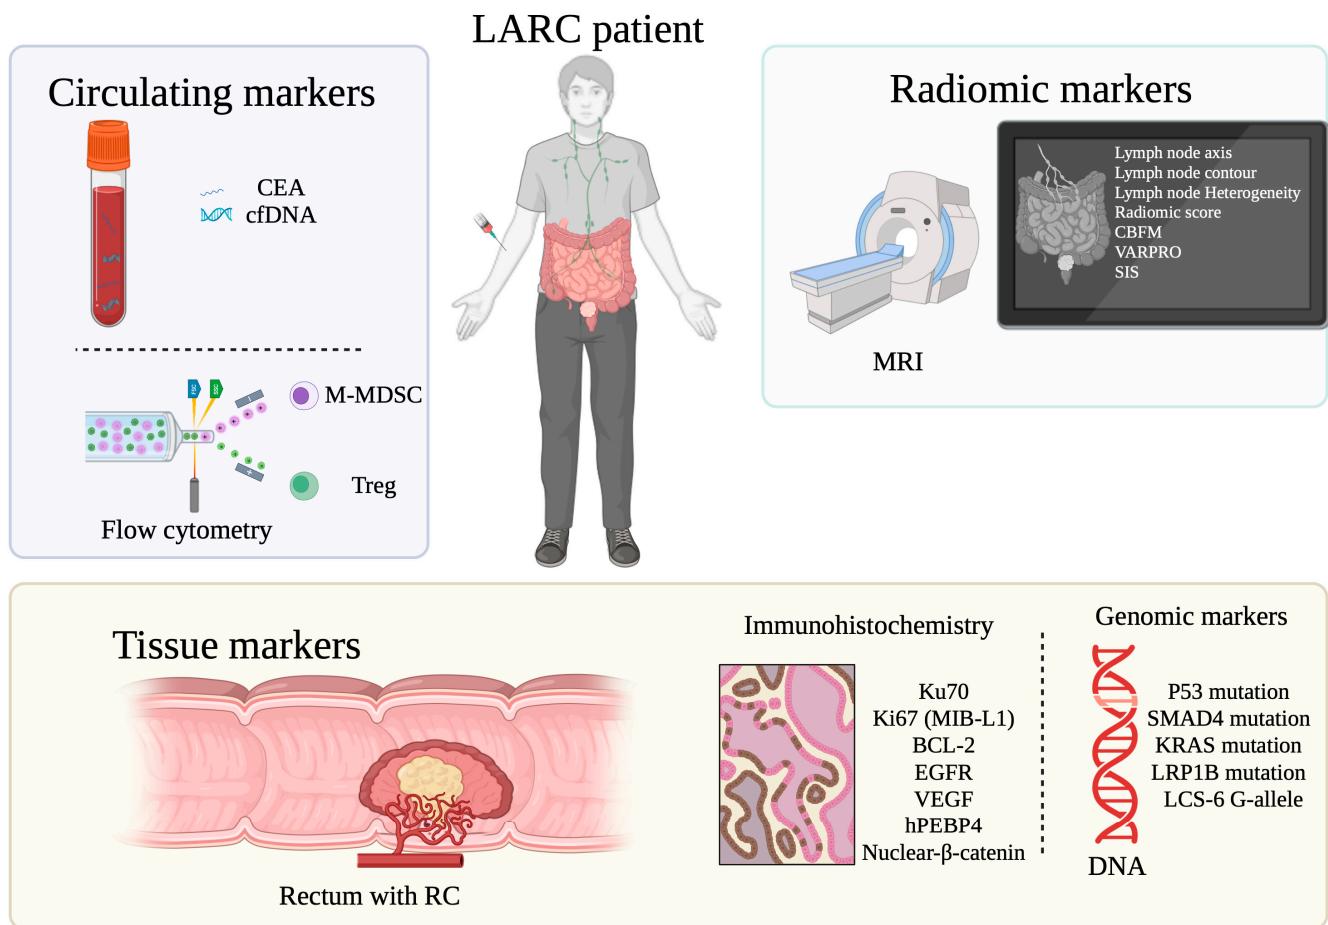 LARC patient
Circulating markers
CEA
cfDNA
FSC
SSC
M-MDSC
Treg
Flow cytometry
Radiomic markers
Lymph node axis
Lymph node contour
Lymph node Heterogeneity
Radiomic score
CBFM
VARPRO
SIS
MRI
Tissue markers
Rectum with RC
Immunohistochemistry
Ku70
Ki67 (MIB-L1)
BCL-2
EGFR
VEGF
hPEBP4
Nuclear-β-catenin
Genomic markers
P53 mutation
SMAD4 mutation
KRAS mutation
LRP1B mutation
LCS-6 G-allele
DNA